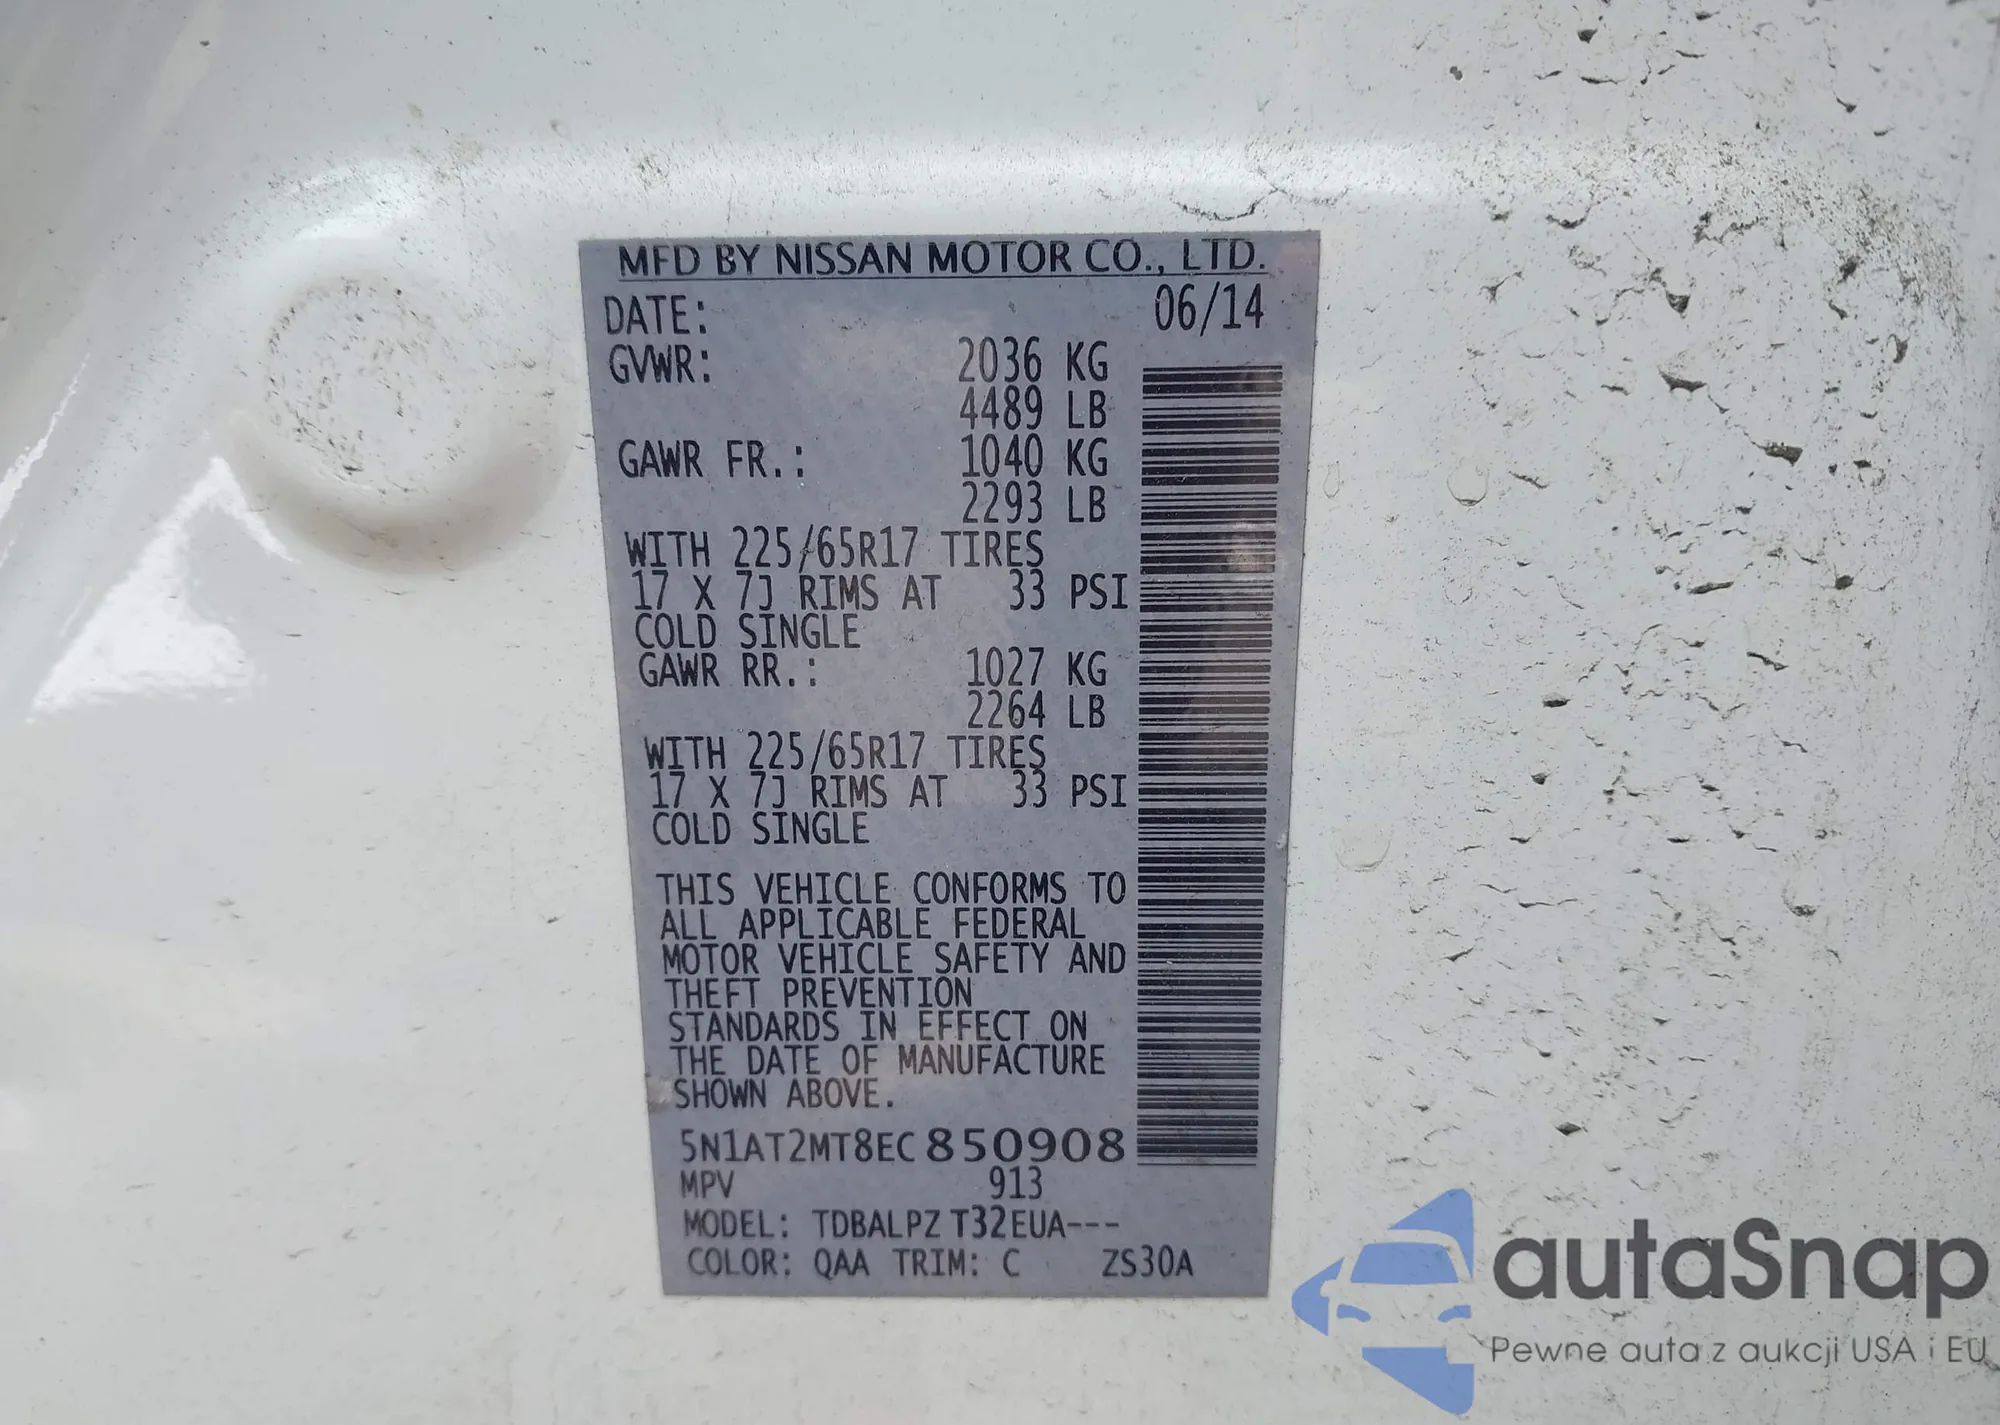 MFD BY NISSAN MOTOR CO., LTD.
DATE: 06/14
GVWR: 2036 KG
4489 LB
GAWR FR.: 1040 KG
2293 LB
WITH 225/65R17 TIRES
17 X 7J RIMS AT 33 PSI
COLD SINGLE
GAWR RR.: 1027 KG
2264 LB
WITH 225/65R17 TIRES
17 X 7J RIMS AT 33 PSI
COLD SINGLE
THIS VEHICLE CONFORMS TO
ALL APPLICABLE FEDERAL
MOTOR VEHICLE SAFETY AND
THEFT PREVENTION
STANDARDS IN EFFECT ON
THE DATE OF MANUFACTURE
SHOWN ABOVE.
5N1AT2MT8EC850908
MPV 913
MODEL: TDBALPZ T32EUA---
COLOR: QAA TRIM: C ZS30A
autaSnap
Pewne auta z aukcji USA i EU